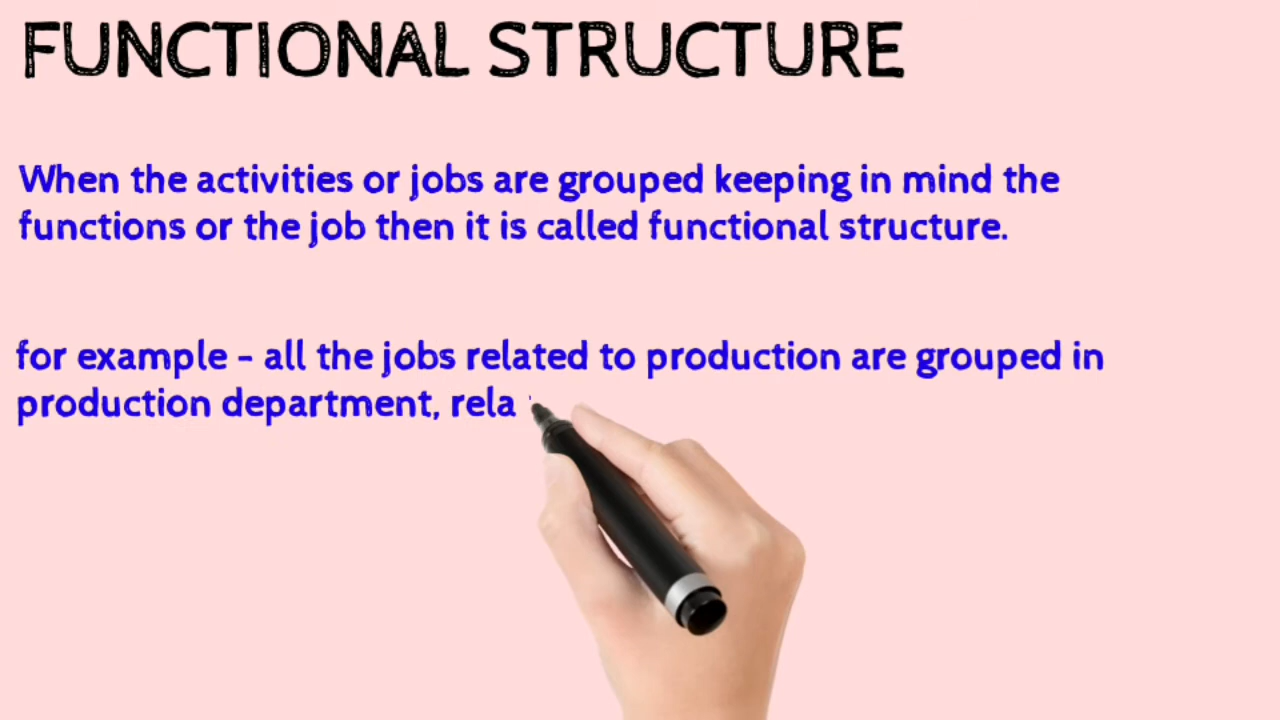 FUNCTIONAL STRUCTURE
When the activities or jobs are grouped keeping in mind the
functions or the job then it is called functional structure.
for example - all the jobs related to production are grouped in
production department, rela